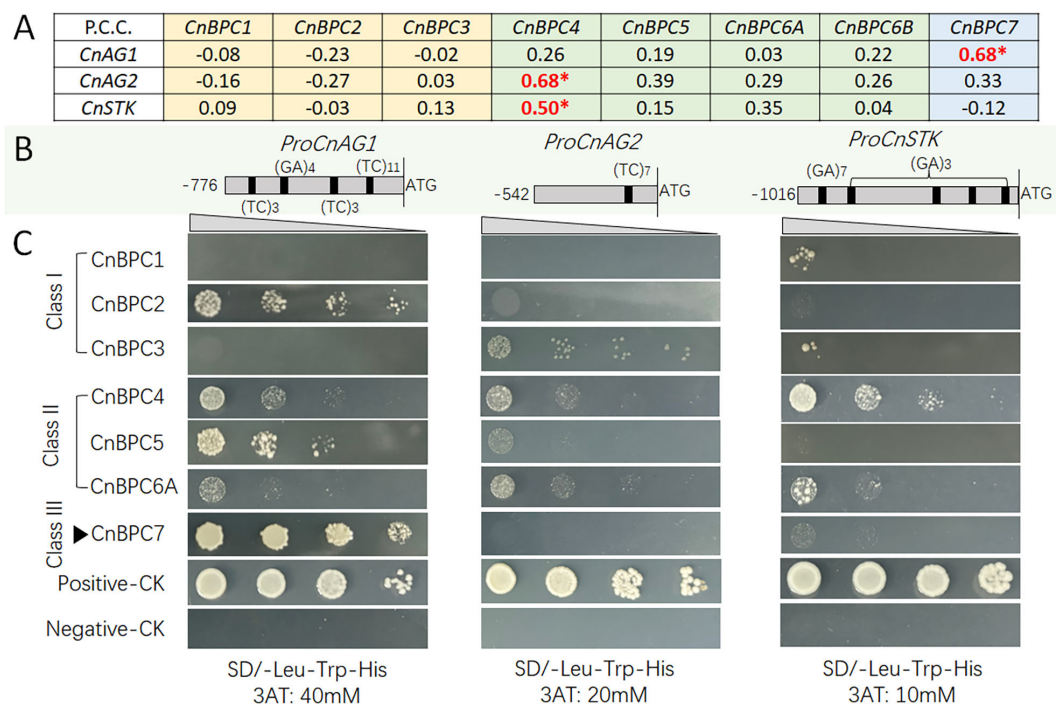 A
P.C.C. CnBPC1 CnBPC2 CnBPC3 CnBPC4 CnBPC5 CnBPC6A CnBPC6B CnBPC7
CnAG1 -0.08 -0.23 -0.02 0.26 0.19 0.03 0.22 0.68*
CnAG2 -0.16 -0.27 0.03 0.68* 0.39 0.29 0.26 0.33
CnSTK 0.09 -0.03 0.13 0.50* 0.15 0.35 0.04 -0.12
B
ProCnAG1 ProCnAG2 ProCnSTK
(GA)4 (TC)11 (TC)7 (GA)7 (GA)3
-776 ATG -542 ATG -1016 ATG
(TC)3 (TC)3
C
Class I
CnBPC1
CnBPC2
CnBPC3
Class II
CnBPC4
CnBPC5
CnBPC6A
Class III
CnBPC7
Positive-CK
Negative-CK
SD/-Leu-Trp-His SD/-Leu-Trp-His SD/-Leu-Trp-His
3AT: 40mM 3AT: 20mM 3AT: 10mM